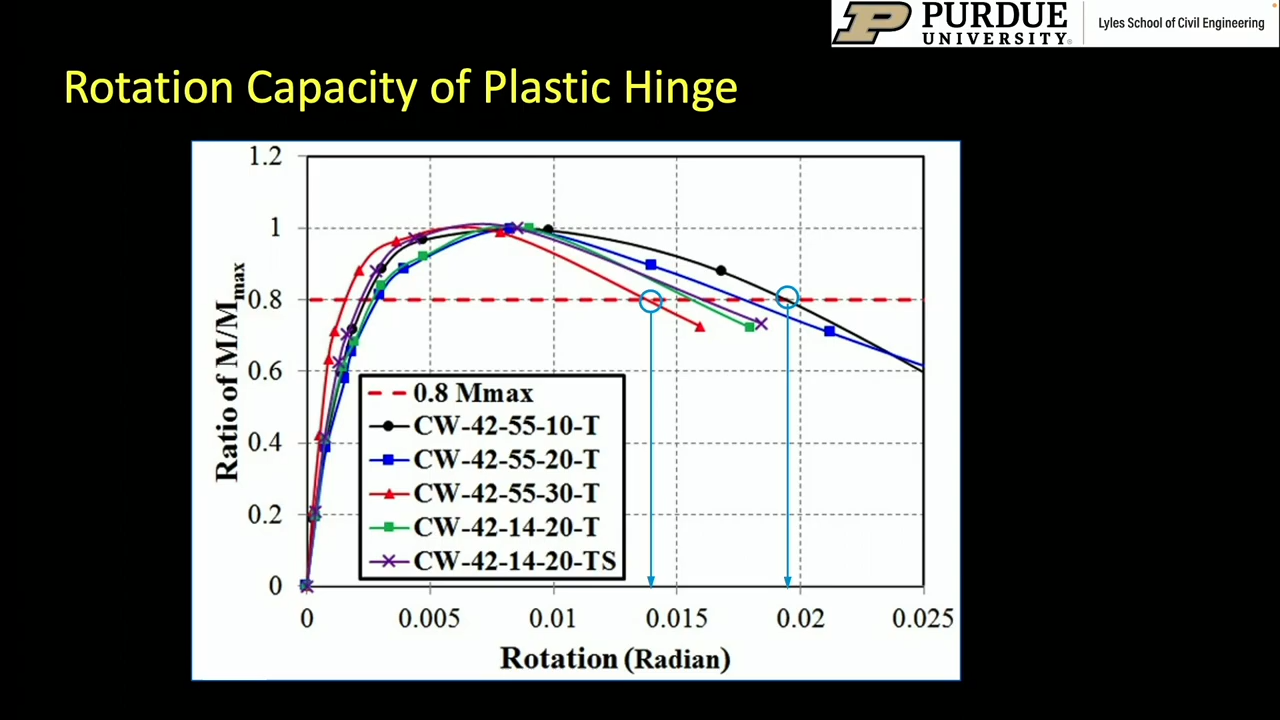 PURDUE
UNIVERSITY®
Lyles School of Civil Engineering
Rotation Capacity of Plastic Hinge
1.2
1
0.8
0.6
0.4
0.2
0
Ratio of M/Mmax
0.8 Mmax
CW-42-55-10-T
CW-42-55-20-T
CW-42-55-30-T
CW-42-14-20-T
CW-42-14-20-TS
0 0.005 0.01 0.015 0.02 0.025
Rotation (Radian)